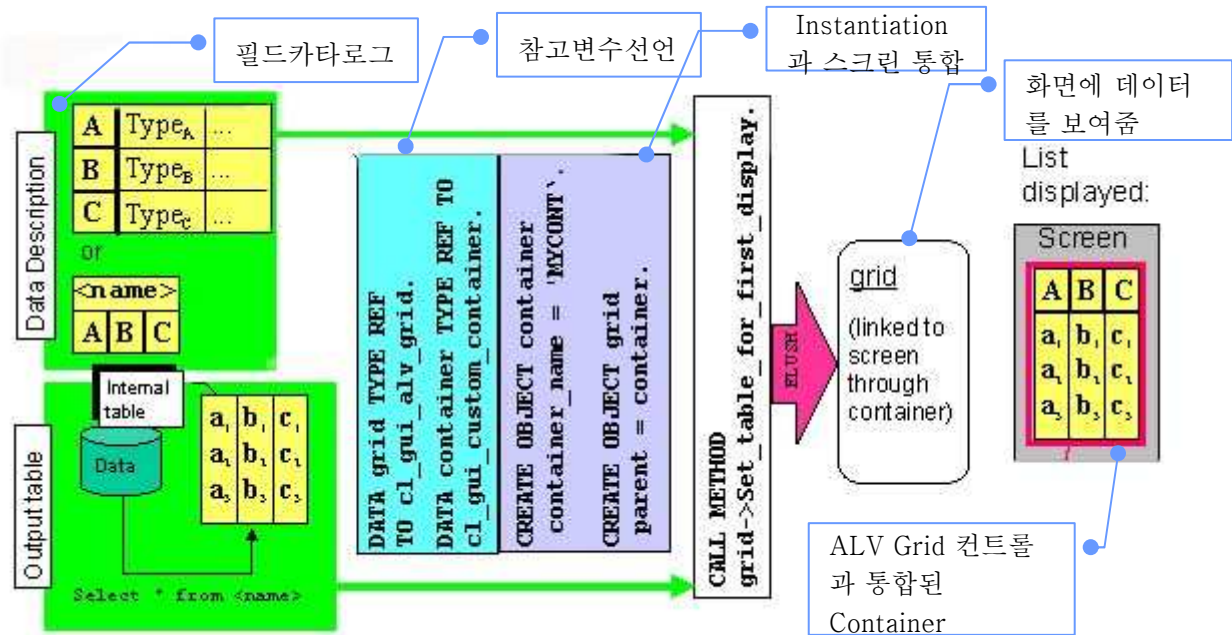 필드카타로그
참고변수선언
Instantiation
과 스크린 통합
화면에 데이터
를 보여줌
Data Description
A Type_A ...
B Type_B ...
C Type_C ...
or
<name>
A B C
Output table
Internal
table
Data
a₁ b₁ c₁
a₂ b₂ c₂
a₃ b₃ c₃
Select * from <name>
DATA grid TYPE REF
TO cl_gui_alv_grid.
DATA container TYPE REF TO
cl_gui_custom_container.
CREATE OBJECT container
container_name = 'MYCONT`.
CREATE OBJECT grid
parent = container.
CALL METHOD
grid->Set_table_for_first_display.
FLUSH
grid
(linked to
screen
through
container)
List
displayed:
Screen
A B C
a₁ b₁ c₁
a₂ b₂ c₂
a₃ b₃ c₃
ALV Grid 컨트롤
과 통합된
Container